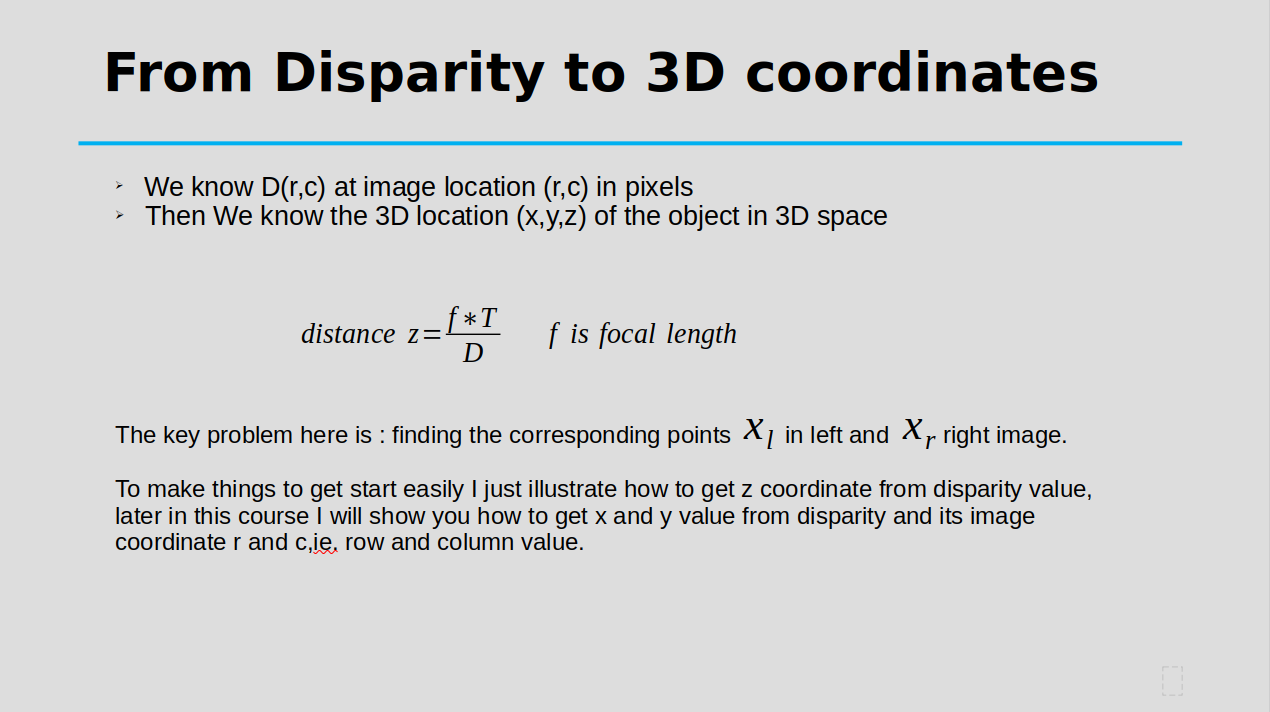 From Disparity to 3D coordinates
➢ We know D(r,c) at image location (r,c) in pixels
➢ Then We know the 3D location (x,y,z) of the object in 3D space
distance z=f∗T/D f is focal length
The key problem here is : finding the corresponding points x_l in left and x_r right image.
To make things to get start easily I just illustrate how to get z coordinate from disparity value,
later in this course I will show you how to get x and y value from disparity and its image
coordinate r and c,ie. row and column value.